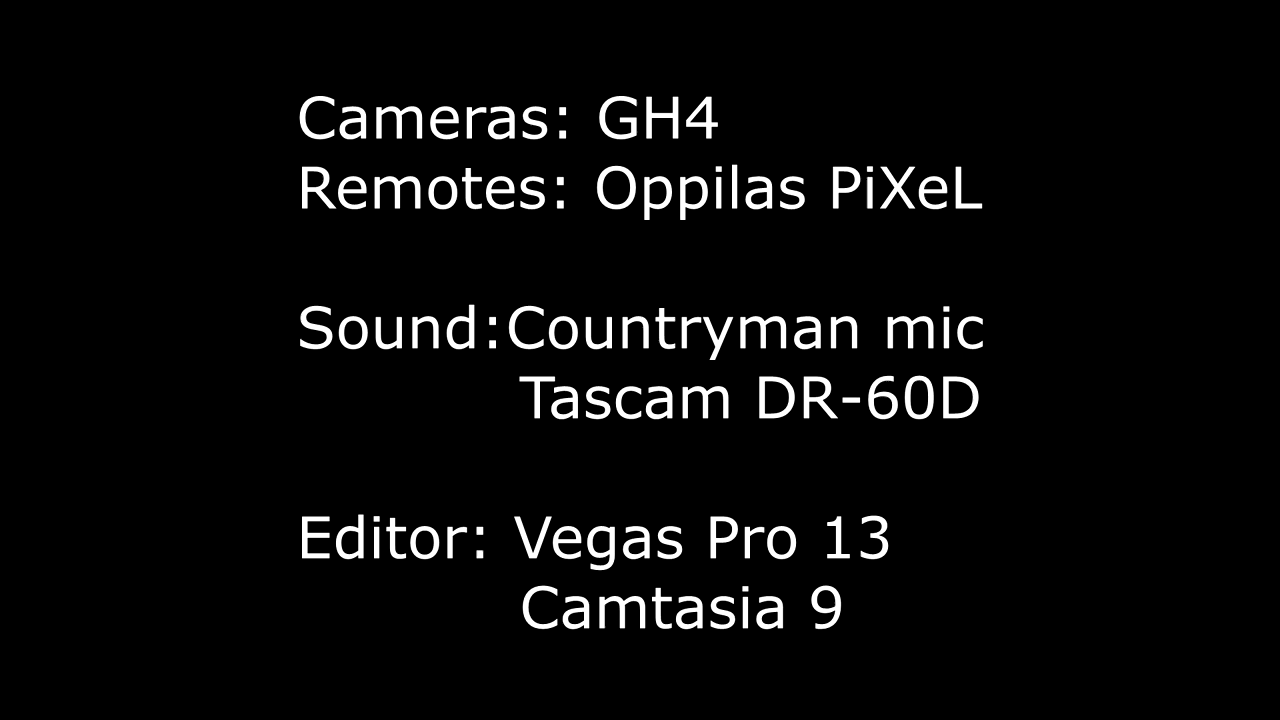 Cameras: GH4
Remotes: Oppilas PiXeL
Sound:Countryman mic
Tascam DR-60D
Editor: Vegas Pro 13
Camtasia 9